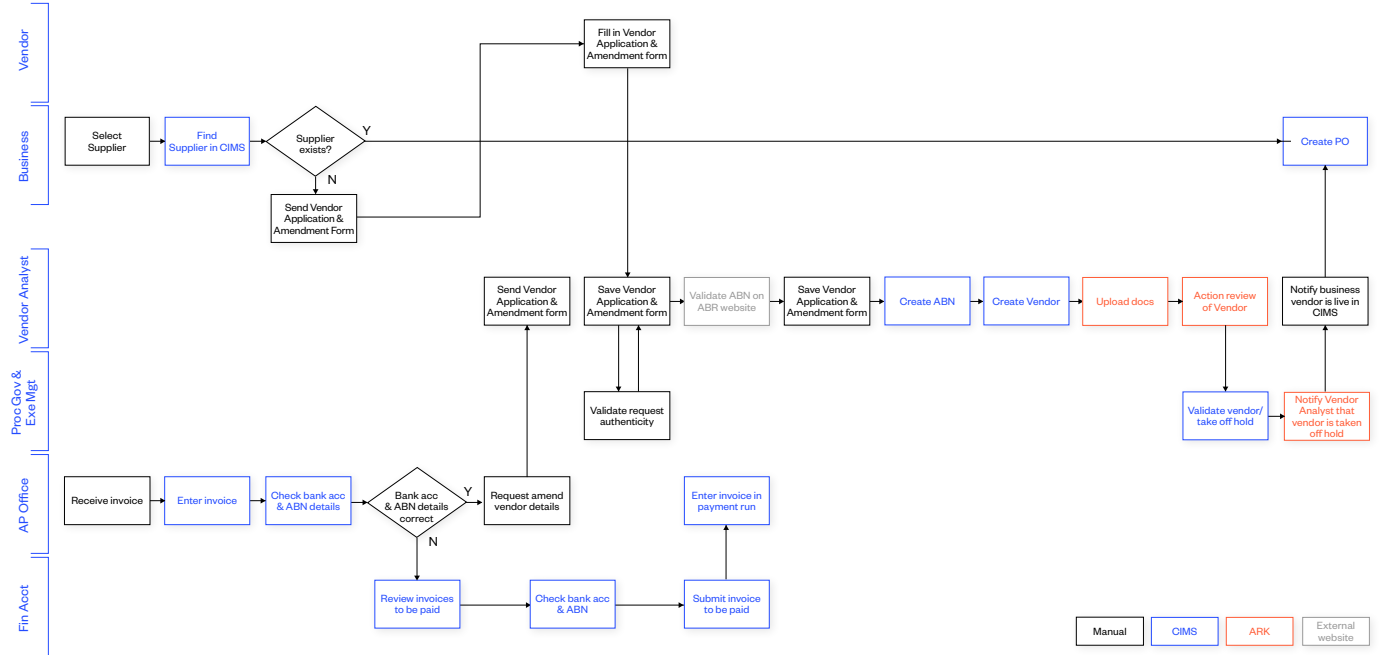 Vendor
Fill in Vendor
Application &
Amendment form
Business
Select
Supplier
Find
Supplier in CIMS
Supplier
exists?
Y
N
Create PO
Send Vendor
Application &
Amendment Form
Vendor Analyst
Send Vendor
Application &
Amendment form
Save Vendor
Application &
Amendment form
Validate ABN on
ABR website
Save Vendor
Application &
Amendment form
Create ABN
Create Vendor
Upload docs
Action review
of Vendor
Notify business
vendor is live in
CIMS
Proc Gov &
Exe Mgt
Validate request
authenticity
Validate vendor/
take off hold
Notify Vendor
Analyst that
vendor is taken
off hold
AP Office
Receive invoice
Enter invoice
Check bank acc
& ABN details
Bank acc
& ABN details
correct
Y
N
Request amend
vendor details
Enter invoice in
payment run
Fin Acct
Review invoices
to be paid
Check bank acc
& ABN
Submit invoice
to be paid
Manual
CIMS
ARK
External
website